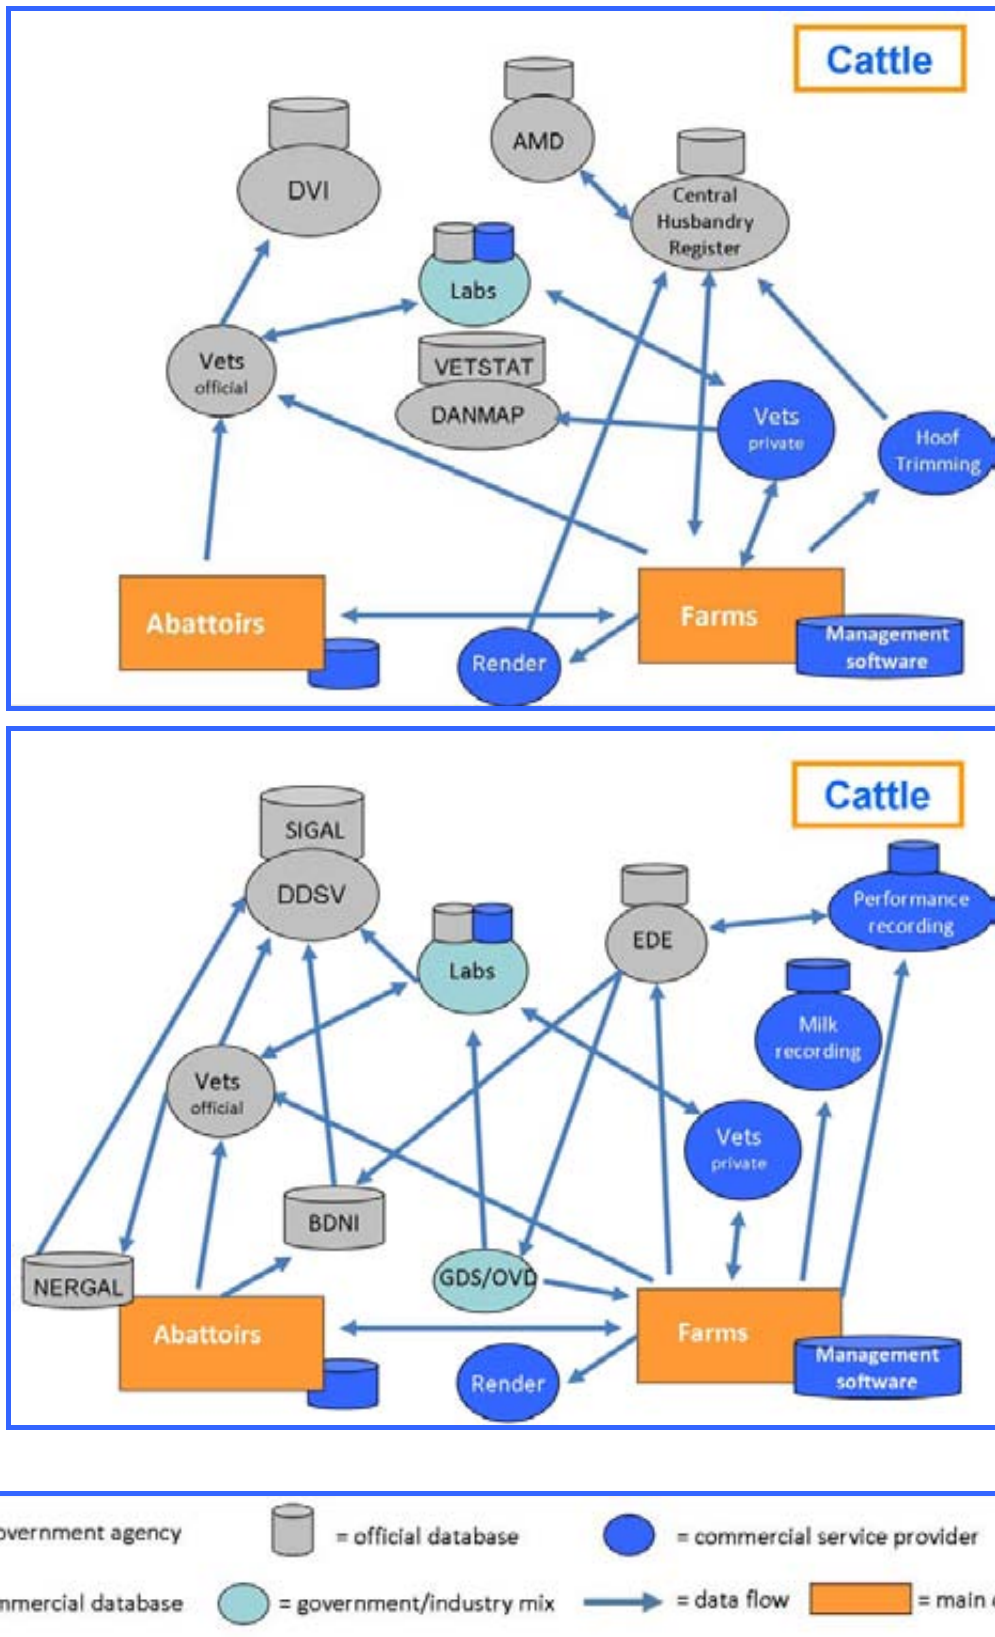 Cattle
AMD
DVI
Central
Husbandry
Register
Labs
Vets
official
VETSTAT
DANMAP
Vets
private
Hoof
Trimming
Abattoirs
Farms
Render
Management
software
Cattle
SIGAL
DDSV
Performance
recording
EDE
Labs
Milk
recording
Vets
official
Vets
private
BDNI
GDS/OVD
NERGAL
Abattoirs
Farms
Render
Management
software
overnment agency
= official database
= commercial service provider
mmercial database
= government/industry mix
= data flow
= main